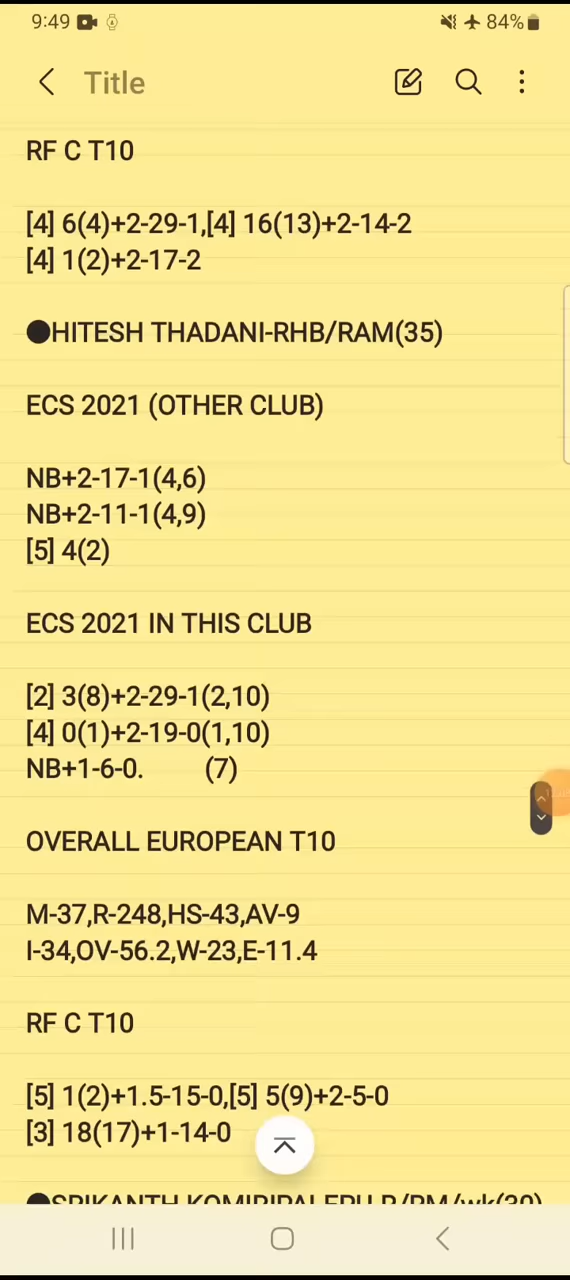 9:49
84%
Title
RF C T10
[4] 6(4)+2-29-1,[4] 16(13)+2-14-2
[4] 1(2)+2-17-2
●HITESH THADANI-RHB/RAM(35)
ECS 2021 (OTHER CLUB)
NB+2-17-1(4,6)
NB+2-11-1(4,9)
[5] 4(2)
ECS 2021 IN THIS CLUB
[2] 3(8)+2-29-1(2,10)
[4] 0(1)+2-19-0(1,10)
NB+1-6-0. (7)
OVERALL EUROPEAN T10
M-37,R-248,HS-43,AV-9
I-34,OV-56.2,W-23,E-11.4
RF C T10
[5] 1(2)+1.5-15-0,[5] 5(9)+2-5-0
[3] 18(17)+1-14-0
●SRIKANTH